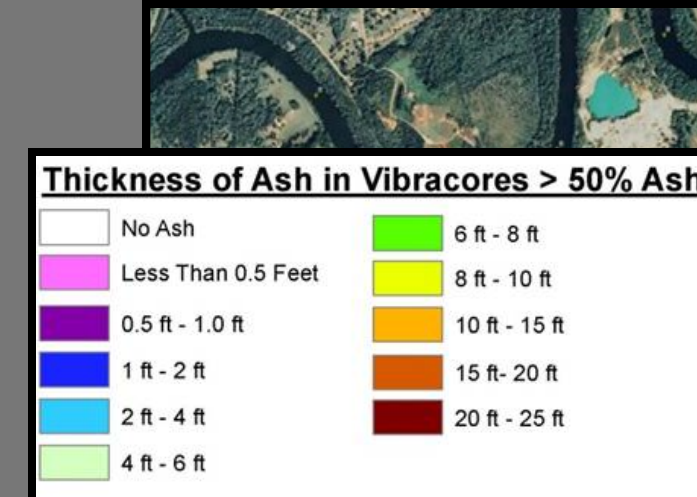 Thickness of Ash in Vibracores > 50% Ash
No Ash
Less Than 0.5 Feet
0.5 ft - 1.0 ft
1 ft - 2 ft
2 ft - 4 ft
4 ft - 6 ft
6 ft - 8 ft
8 ft - 10 ft
10 ft - 15 ft
15 ft- 20 ft
20 ft - 25 ft